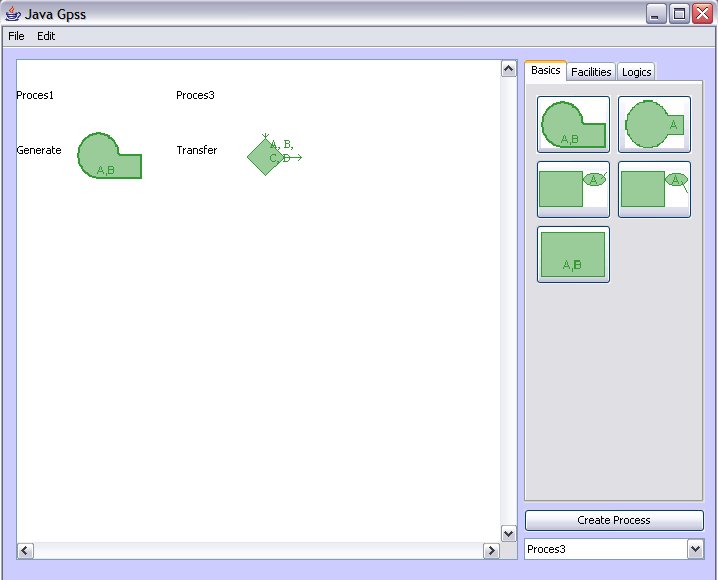 Java Gpss
File Edit
Proces1 Proces3
Generate A,B Transfer A, B,
C, D
Basics Facilities Logics
A,B A
A A
A,B
Create Process
Proces3